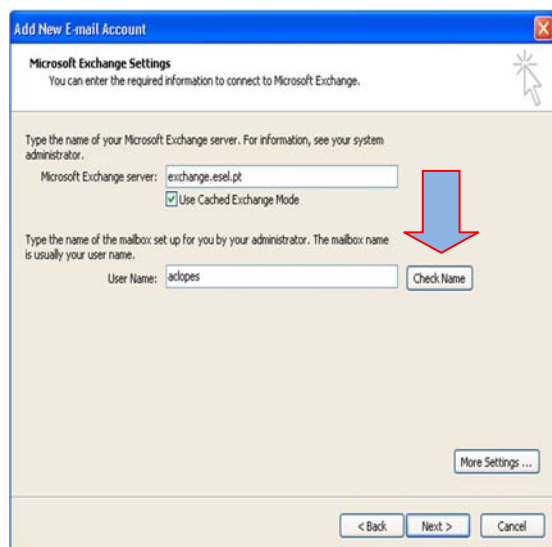 Add New E-mail Account
Microsoft Exchange Settings
You can enter the required information to connect to Microsoft Exchange.
Type the name of your Microsoft Exchange server. For information, see your system
administrator.
Microsoft Exchange server: exchange.esel.pt
Use Cached Exchange Mode
Type the name of the mailbox set up for you by your administrator. The mailbox name
is usually your user name.
User Name: aclopes Check Name
More Settings ...
< Back Next > Cancel